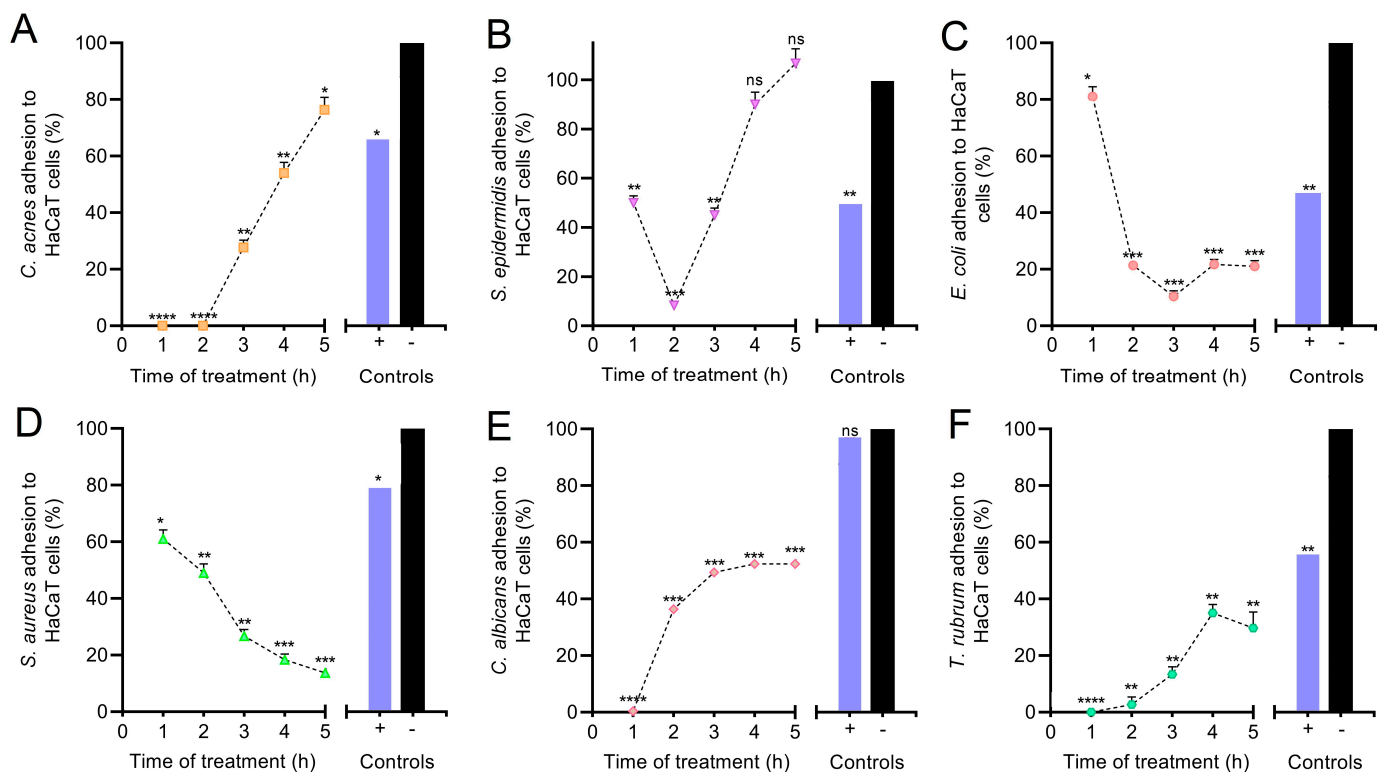 A
C. acnes adhesion to
HaCaT cells (%)
100
80
60
40
20
0
****
****
**
**
*
*
0 1 2 3 4 5
+ -
Time of treatment (h)
Controls
B
S. epidermidis adhesion to
HaCaT cells (%)
100
80
60
40
20
0
**
***
**
ns
ns
**
0 1 2 3 4 5
+ -
Time of treatment (h)
Controls
C
E. coli adhesion to HaCaT
cells (%)
100
80
60
40
20
0
*
***
***
***
***
**
0 1 2 3 4 5
+ -
Time of treatment (h)
Controls
D
S. aureus adhesion to
HaCaT cells (%)
100
80
60
40
20
0
*
**
**
***
***
*
0 1 2 3 4 5
+ -
Time of treatment (h)
Controls
E
C. albicans adhesion to
HaCaT cells (%)
100
80
60
40
20
0
****
***
***
***
***
ns
0 1 2 3 4 5
+ -
Time of treatment (h)
Controls
F
T. rubrum adhesion to
HaCaT cells (%)
100
80
60
40
20
0
****
**
**
**
**
**
0 1 2 3 4 5
+ -
Time of treatment (h)
Controls